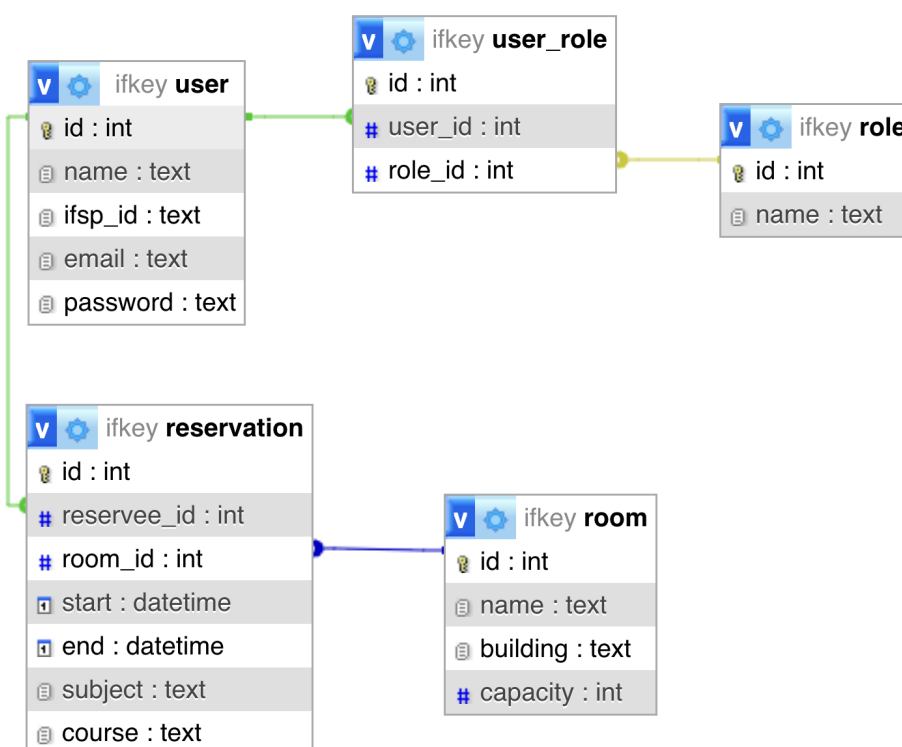 v ifkey user
id : int
name : text
ifsp_id : text
email : text
password : text
v ifkey user_role
id : int
# user_id : int
# role_id : int
v ifkey role
id : int
name : text
v ifkey reservation
id : int
# reservee_id : int
# room_id : int
start : datetime
end : datetime
subject : text
course : text
v ifkey room
id : int
name : text
building : text
# capacity : int